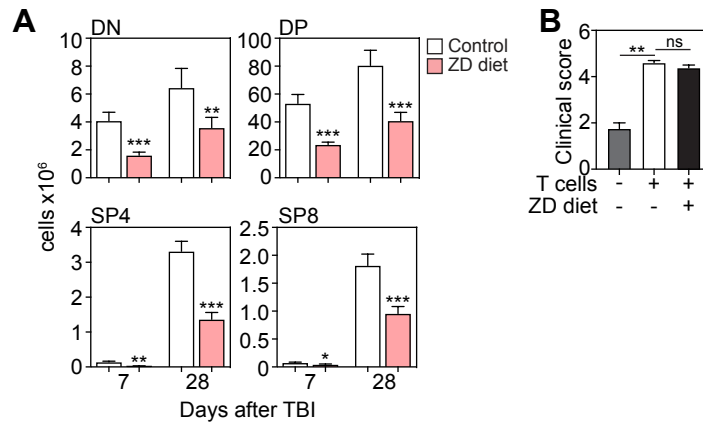 A
DN
DP
Control
ZD diet
10
8
6
4
2
0
*** **
100
80
60
40
20
0
*** ***
cells x10⁶
SP4
SP8
4
3
2
1
0
** ***
7 28
2.5
2.0
1.5
1.0
0.5
0
* ***
7 28
Days after TBI
B
Clinical score
6
4
2
0
** ns
T cells - + +
ZD diet - - +